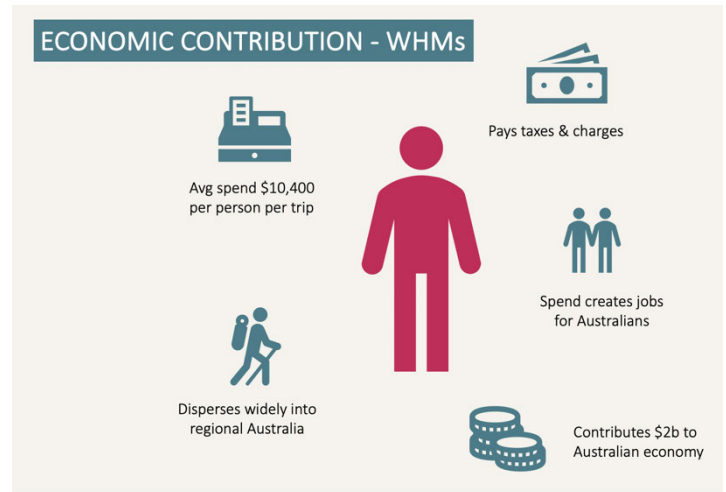 ECONOMIC CONTRIBUTION - WHMs
Pays taxes & charges
Avg spend $10,400
per person per trip
Spend creates jobs
for Australians
Disperses widely into
regional Australia
Contributes $2b to
Australian economy